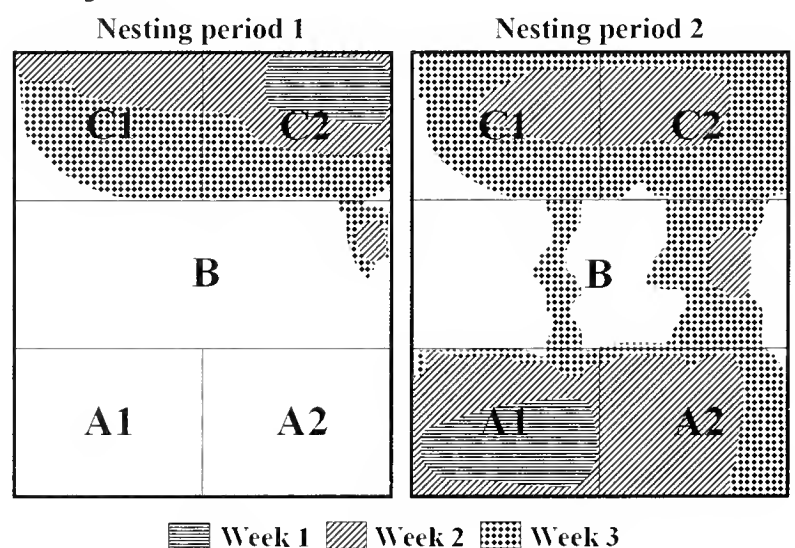 Nesting period 1
Nesting period 2
C1 C2
B
A1 A2
C1 C2
B
A1 A2
Week 1 Week 2 Week 3